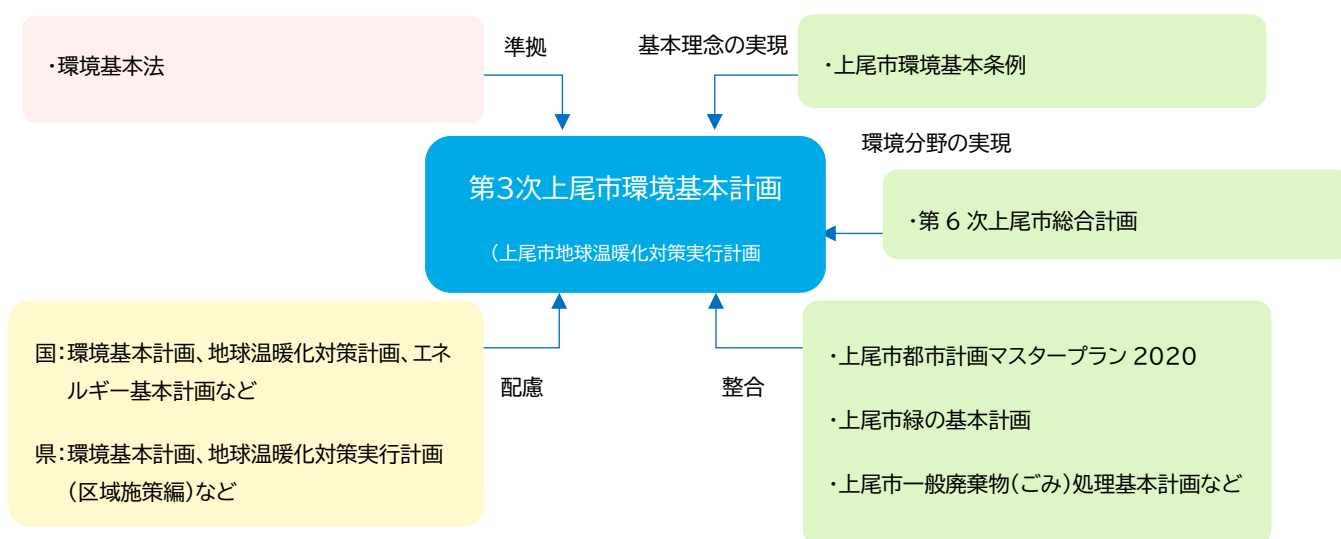 ・環境基本法
準拠
基本理念の実現
・上尾市環境基本条例
環境分野の実現
第3次上尾市環境基本計画
（上尾市地球温暖化対策実行計画
・第 6 次上尾市総合計画
国：環境基本計画、地球温暖化対策計画、エネ
ルギー基本計画など
県：環境基本計画、地球温暖化対策実行計画
（区域施策編）など
配慮
整合
・上尾市都市計画マスタープラン 2020
・上尾市緑の基本計画
・上尾市一般廃棄物（ごみ）処理基本計画など